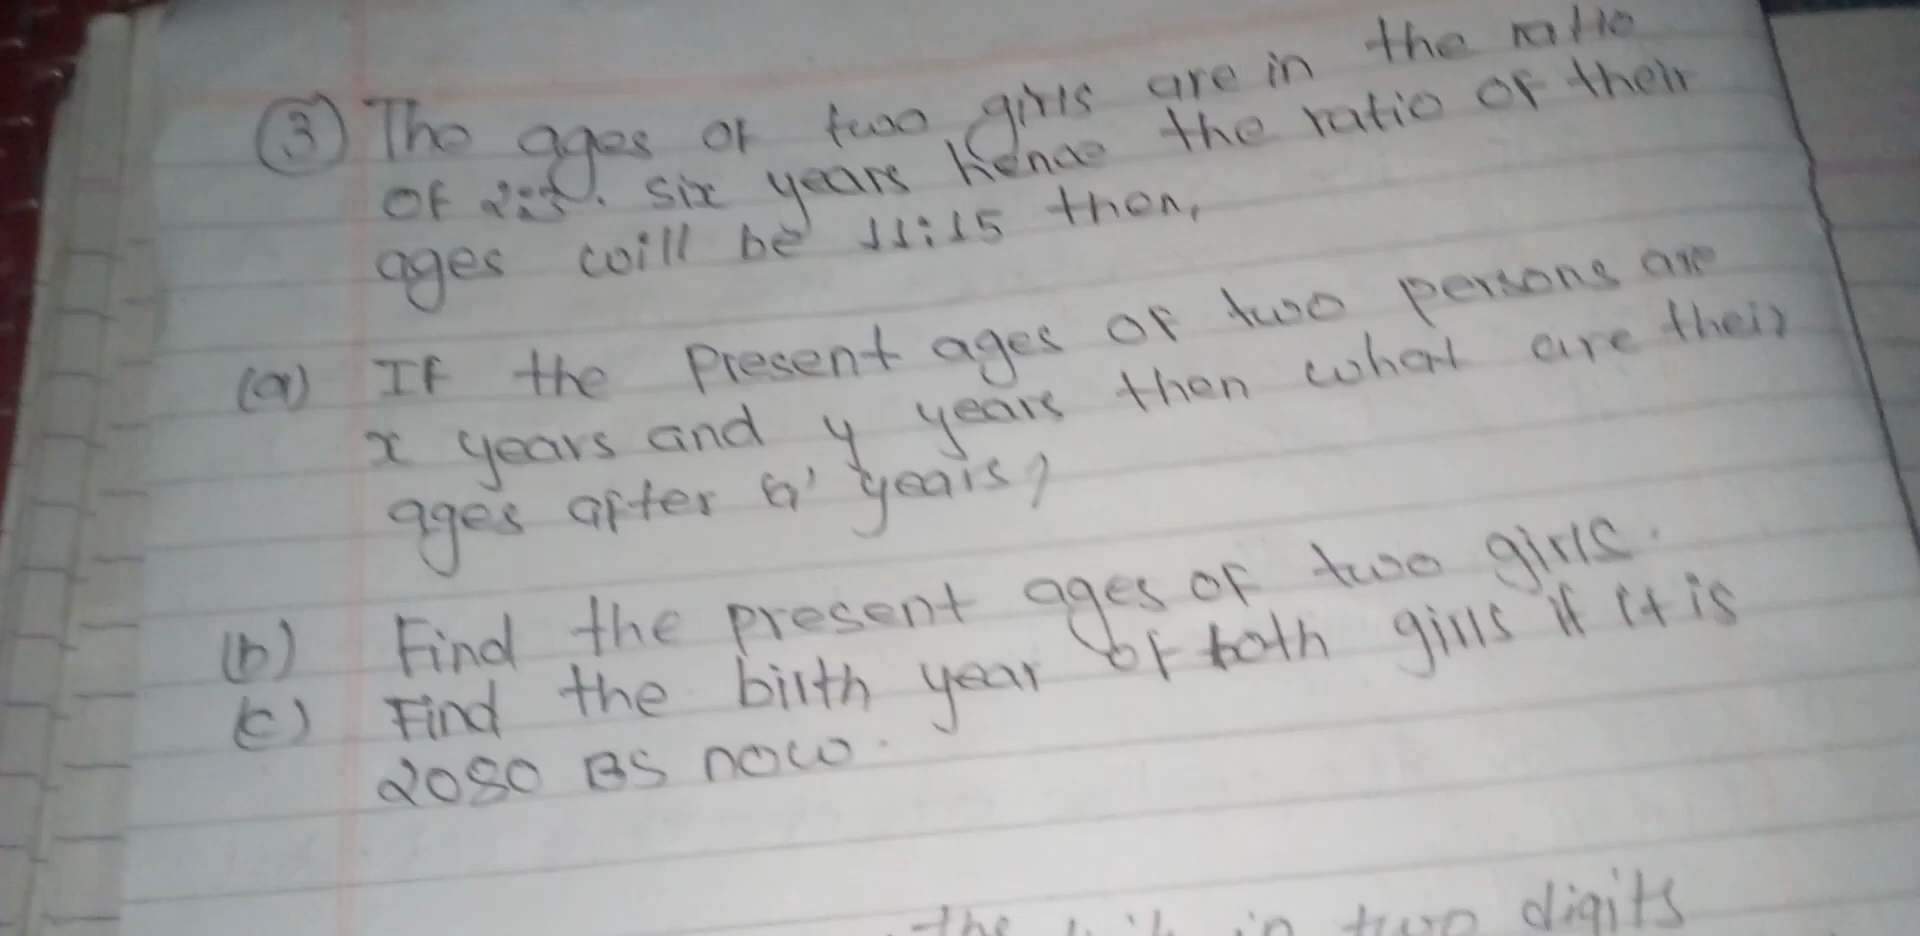 (3) The ages of two girls are in the ratio
of 2:3. six years hence the ratio of their
ages will be 11:15 then,
(a) If the present ages of two persons are
x years and y years then what are their
ages after 'a' years?
(b) Find the present ages of two girls.
(c) Find the birth year of both girls if it is
2080 BS now.
the in two digits